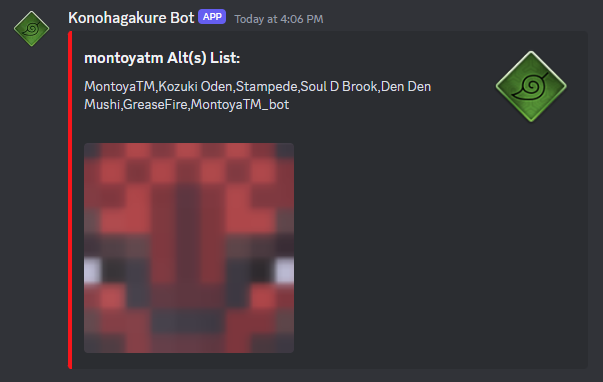 Konohagakure Bot APP Today at 4:06 PM
montoyatm Alt(s) List:
MontoyaTM,Kozuki Oden,Stampede,Soul D Brook,Den Den
Mushi,GreaseFire,MontoyaTM_bot